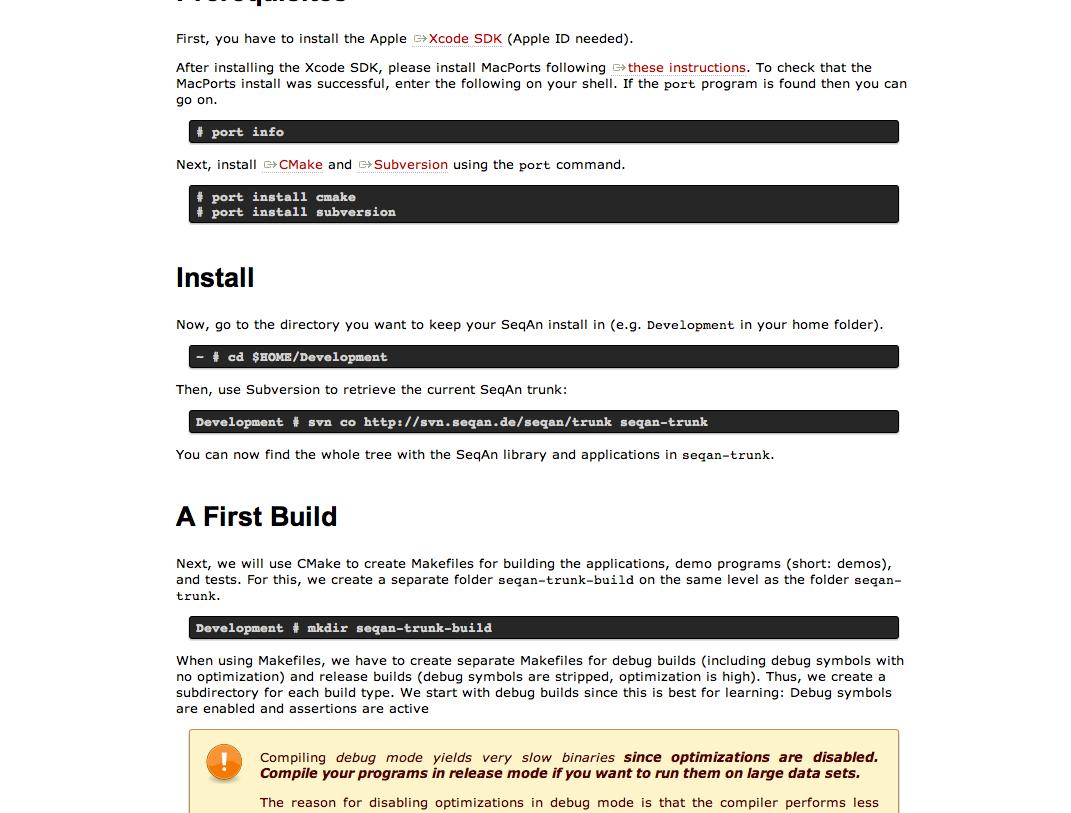 Prerequisites
First, you have to install the Apple Xcode SDK (Apple ID needed).
After installing the Xcode SDK, please install MacPorts following these instructions. To check that the
MacPorts install was successful, enter the following on your shell. If the port program is found then you can
go on.
# port info
Next, install CMake and Subversion using the port command.
# port install cmake
# port install subversion
Install
Now, go to the directory you want to keep your SeqAn install in (e.g. Development in your home folder).
~ # cd $HOME/Development
Then, use Subversion to retrieve the current SeqAn trunk:
Development # svn co http://svn.seqan.de/seqan/trunk seqan-trunk
You can now find the whole tree with the SeqAn library and applications in seqan-trunk.
A First Build
Next, we will use CMake to create Makefiles for building the applications, demo programs (short: demos),
and tests. For this, we create a separate folder seqan-trunk-build on the same level as the folder seqan-
trunk.
Development # mkdir seqan-trunk-build
When using Makefiles, we have to create separate Makefiles for debug builds (including debug symbols with
no optimization) and release builds (debug symbols are stripped, optimization is high). Thus, we create a
subdirectory for each build type. We start with debug builds since this is best for learning: Debug symbols
are enabled and assertions are active
Compiling debug mode yields very slow binaries since optimizations are disabled.
Compile your programs in release mode if you want to run them on large data sets.
The reason for disabling optimizations in debug mode is that the compiler performs less